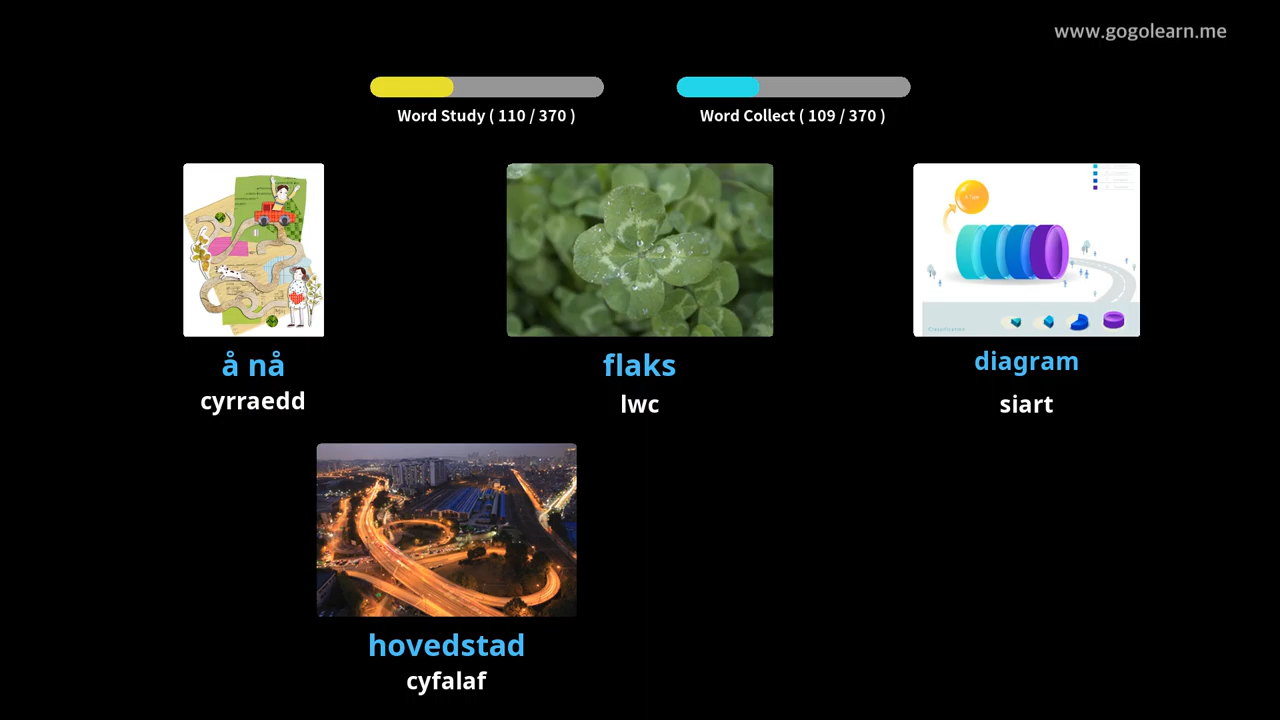 www.gogolearn.me
Word Study ( 110 / 370 )
Word Collect ( 109 / 370 )
å nå
cyrraedd
flaks
lwc
diagram
siart
Classification
hovedstad
cyfalaf